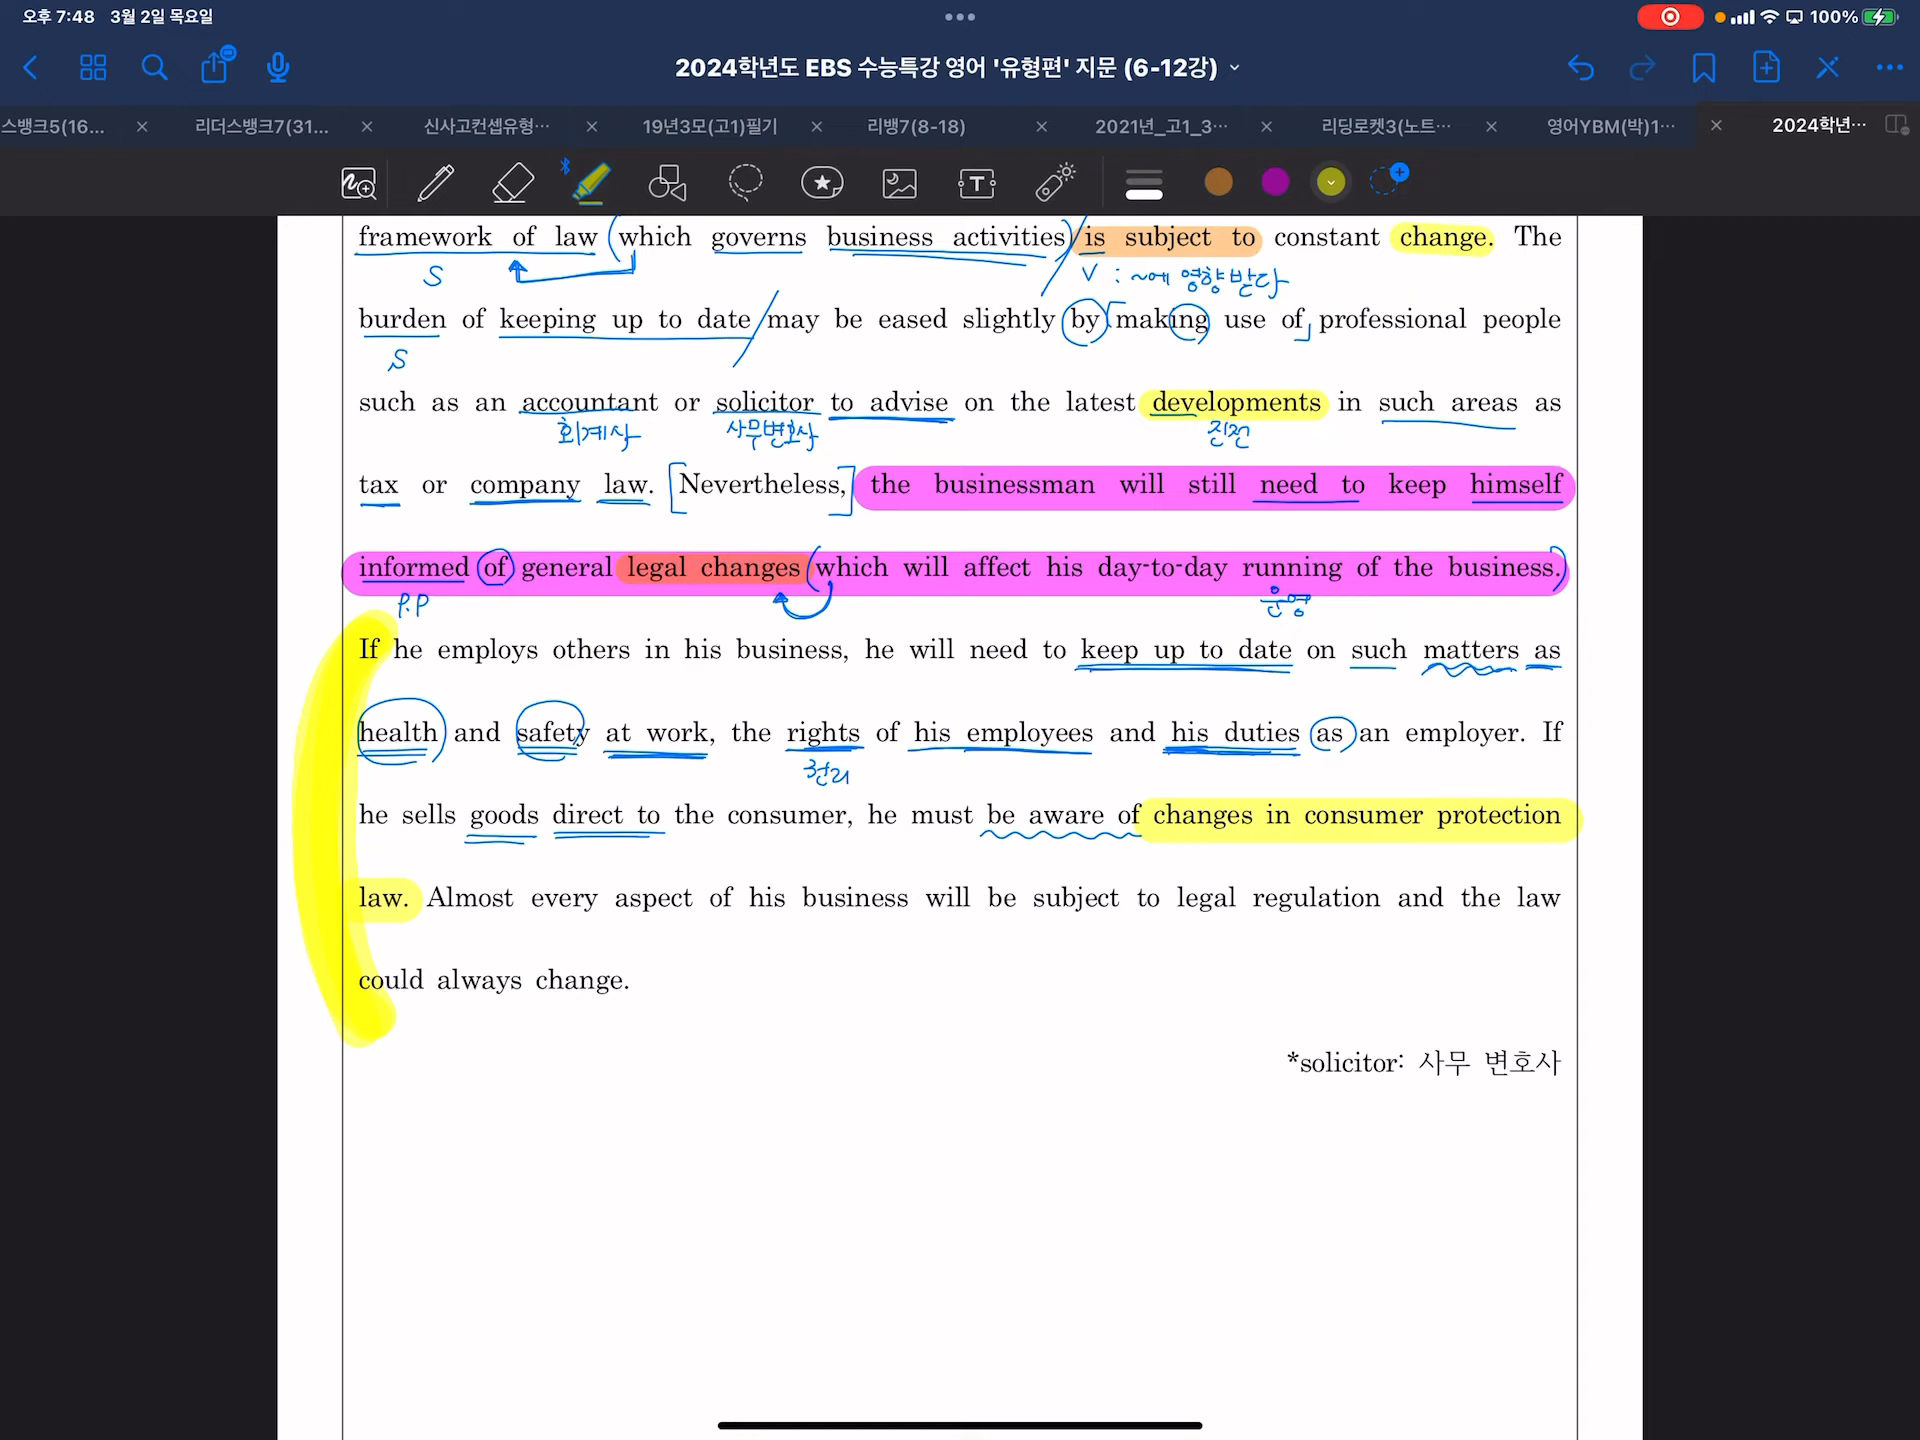 오후 7:48 3월 2일 목요일
100%
2024학년도 EBS 수능특강 영어 '유형편' 지문 (6-12강)
스뱅크5(16... 리더스뱅크7(31... 신사고컨셉유형... 19년3모(고1)필기 리뱅7(8-18) 2021년_고1_3... 리딩로켓3(노트... 영어YBM(박)1... 2024학년...
framework of law (which governs business activities) is subject to constant change. The
S V : ~에 영향받다
burden of keeping up to date may be eased slightly by making use of professional people
S
such as an accountant or solicitor to advise on the latest developments in such areas as
회계사 사무변호사 진전
tax or company law. [Nevertheless,] the businessman will still need to keep himself
informed of general legal changes (which will affect his day-to-day running of the business.)
P.P 운영
If he employs others in his business, he will need to keep up to date on such matters as
health and safety at work, the rights of his employees and his duties as an employer. If
권리
he sells goods direct to the consumer, he must be aware of changes in consumer protection
law. Almost every aspect of his business will be subject to legal regulation and the law
could always change.
*solicitor: 사무 변호사